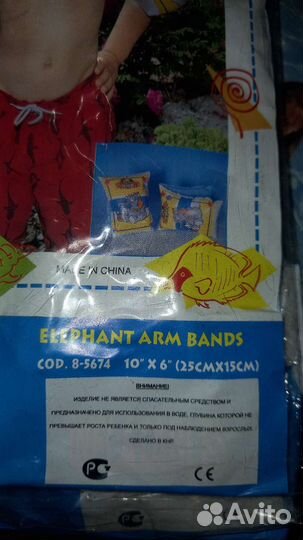 MADE IN CHINA
ELEPHANT ARM BANDS
COD. 8-5674 10" X 6" (25CMX15CM)
ВНИМАНИЕ!
ИЗДЕЛИЕ НЕ ЯВЛЯЕТСЯ СПАСАТЕЛЬНЫМ СРЕДСТВОМ И
ПРЕДНАЗНАЧЕНО ДЛЯ ИСПОЛЬЗОВАНИЯ В ВОДЕ, ГЛУБИНА КОТОРОЙ НЕ
ПРЕВЫШАЕТ РОСТА РЕБЕНКА И ТОЛЬКО ПОД НАБЛЮДЕНИЕМ ВЗРОСЛЫХ
СДЕЛАНО В КНР.
РС CE
Avito